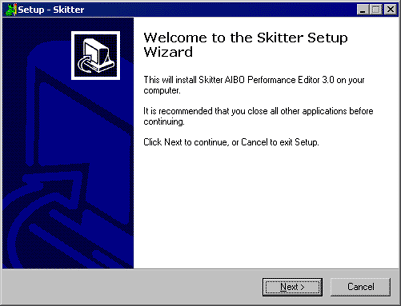 Setup - Skitter
Welcome to the Skitter Setup
Wizard
This will install Skitter AIBO Performance Editor 3.0 on your
computer.
It is recommended that you close all other applications before
continuing.
Click Next to continue, or Cancel to exit Setup.
Next >
Cancel